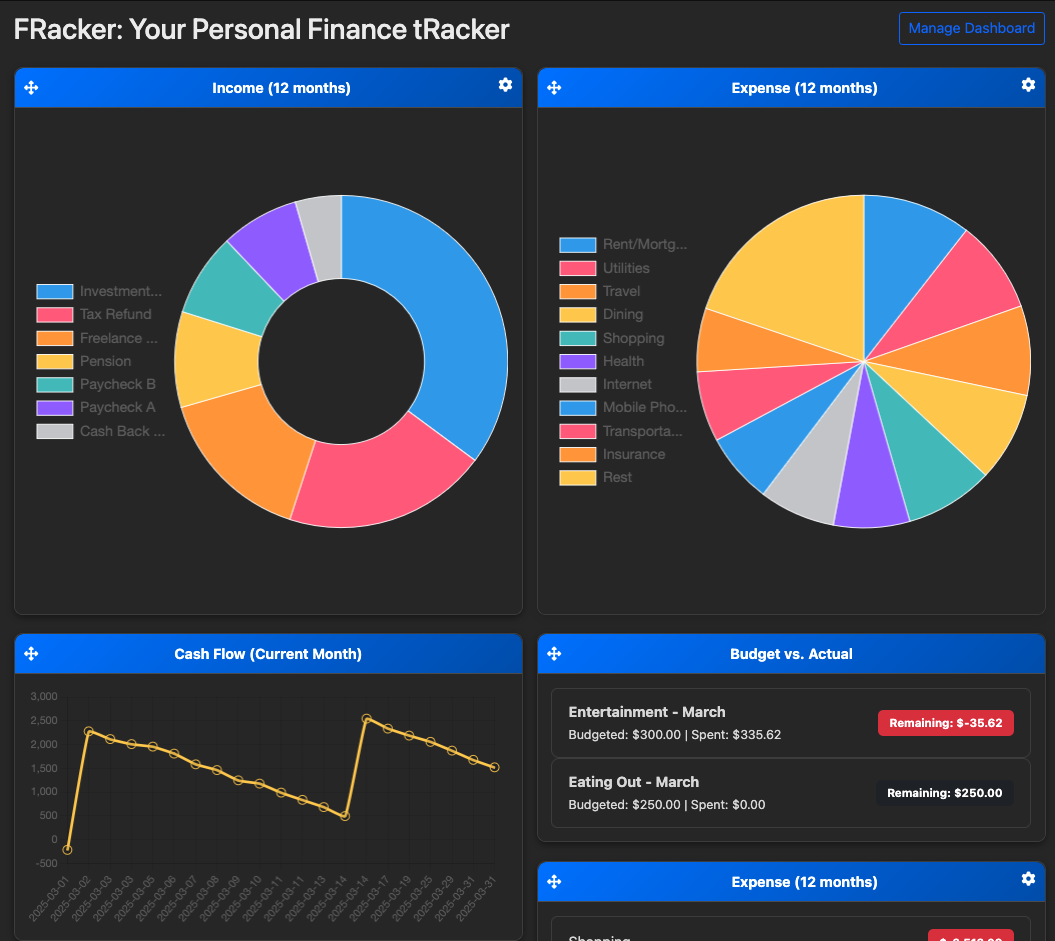 FRacker: Your Personal Finance tRacker
Manage Dashboard
Income (12 months)
Investment...
Tax Refund
Freelance ...
Pension
Paycheck B
Paycheck A
Cash Back ...
Expense (12 months)
Rent/Mortg...
Utilities
Travel
Dining
Shopping
Health
Internet
Mobile Pho...
Transporta...
Insurance
Rest
Cash Flow (Current Month)
3,000
2,500
2,000
1,500
1,000
500
0
-500
2025-03-01
2025-03-02
2025-03-03
2025-03-03
2025-03-05
2025-03-06
2025-03-07
2025-03-08
2025-03-09
2025-03-10
2025-03-11
2025-03-11
2025-03-13
2025-03-14
2025-03-14
2025-03-17
2025-03-19
2025-03-25
2025-03-29
2025-03-31
2025-03-31
Budget vs. Actual
Entertainment - March
Budgeted: $300.00 | Spent: $335.62
Remaining: $-35.62
Eating Out - March
Budgeted: $250.00 | Spent: $0.00
Remaining: $250.00
Expense (12 months)
Shopping